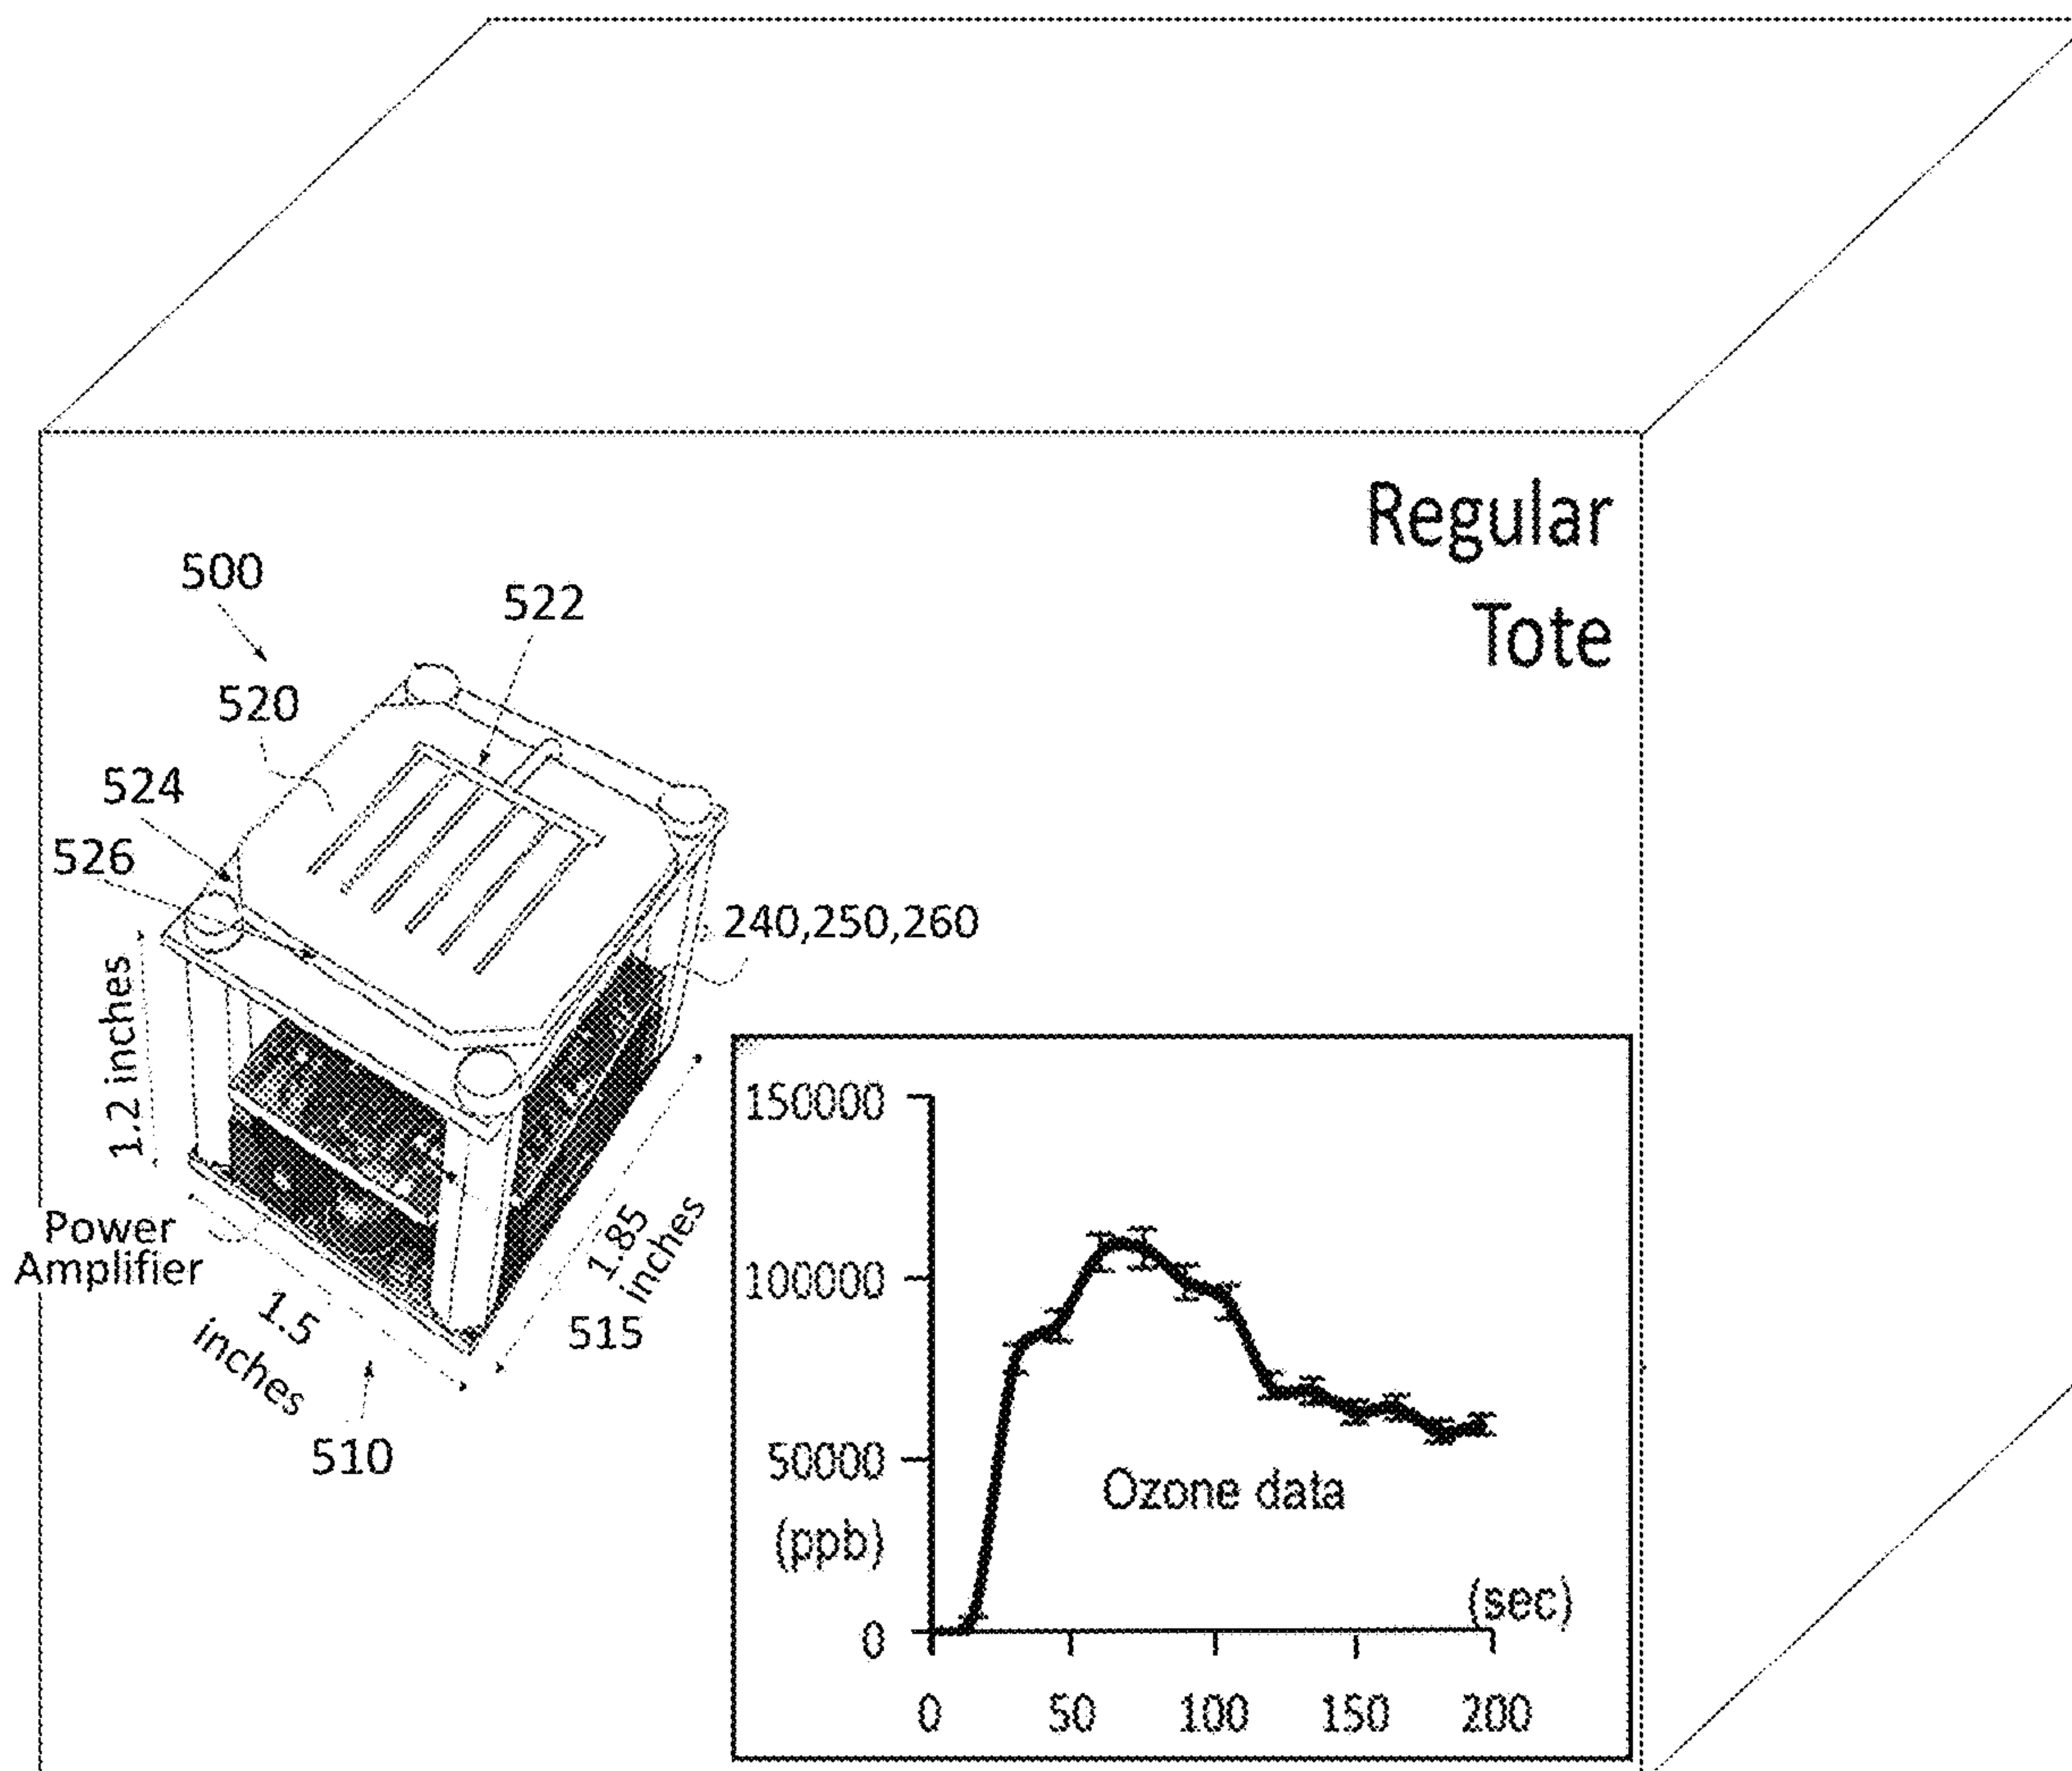 Regular
Tote
500
522
520
524
526
240,250,260
1.2 inches
Power
Amplifier
1.5
inches
1.85
inches
515
510
150000
100000
50000
(ppb)
0
Ozone data
(sec)
0 50 100 150 200